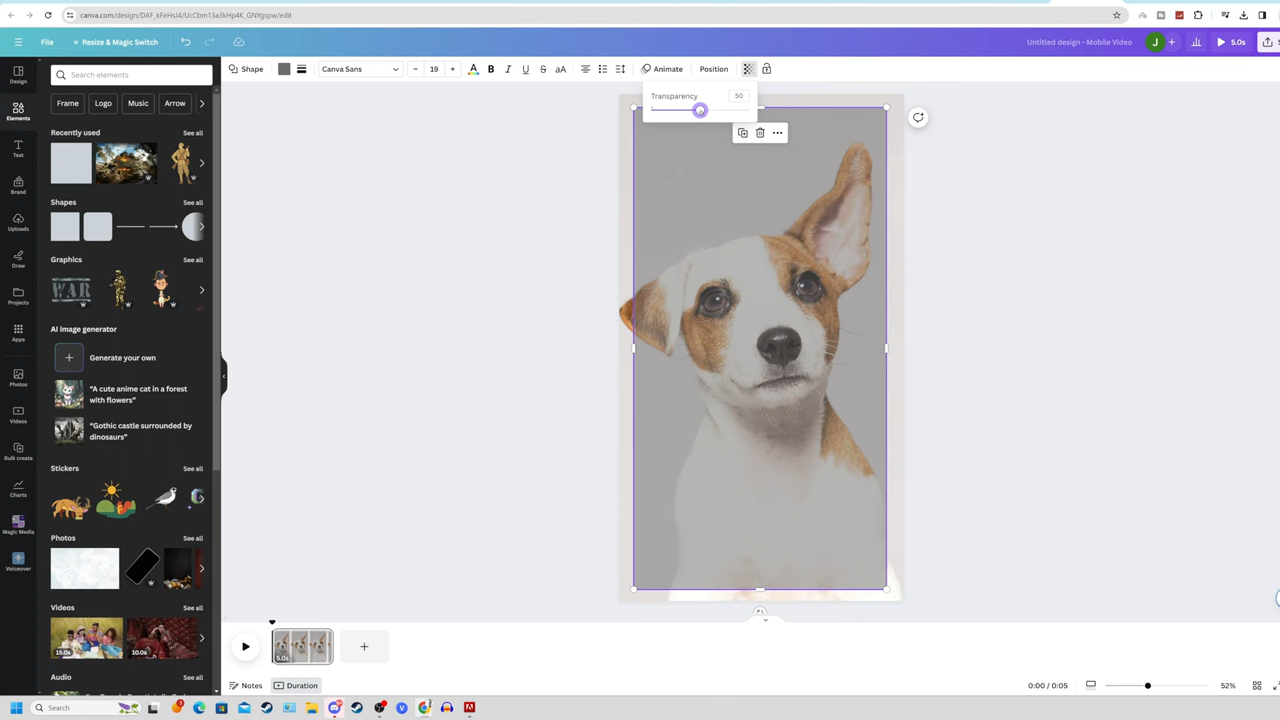 canva.com/design/DAF_kFeHsJ4/UcCbm13a3kHp4K_GNYgspw/edit
File
Resize & Magic Switch
Untitled design - Mobile Video
J
5.0s
Design
Elements
Text
Brand
Uploads
Draw
Projects
Apps
Photos
Videos
Bulk create
Charts
Magic Media
Voiceover
Search elements
Frame
Logo
Music
Arrow
Recently used
See all
Shapes
See all
Graphics
See all
WAR
AI image generator
Generate your own
“A cute anime cat in a forest
with flowers”
“Gothic castle surrounded by
dinosaurs”
Stickers
See all
Photos
See all
Videos
See all
15.0s
10.0s
Audio
See all
Shape
Canva Sans
19
B
I
U
S
aA
Animate
Position
Transparency
50
5.0s
Notes
Duration
0:00 / 0:05
52%
Search